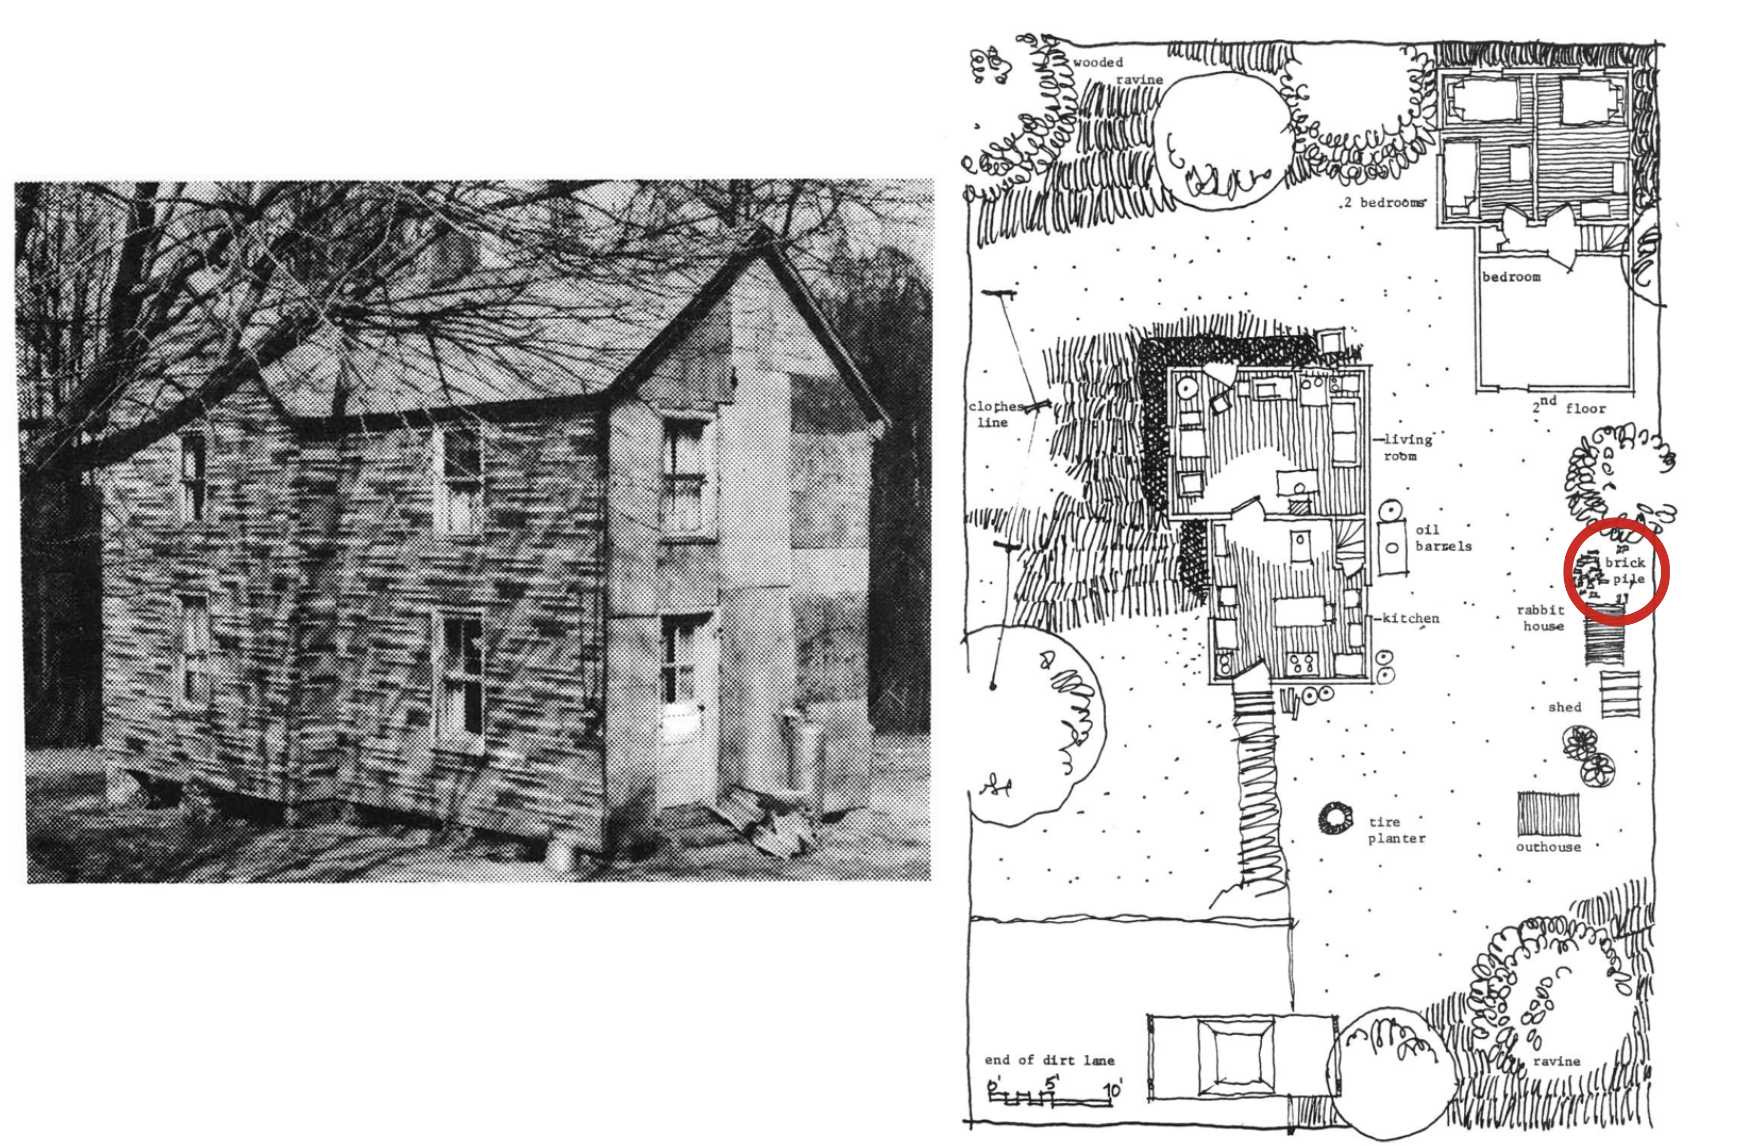 wooded
ravine
2 bedrooms
bedroom
2nd floor
clothes
line
living
room
oil
barrels
brick
pile
rabbit
house
kitchen
shed
tire
planter
outhouse
end of dirt lane
0' 5' 10'
ravine